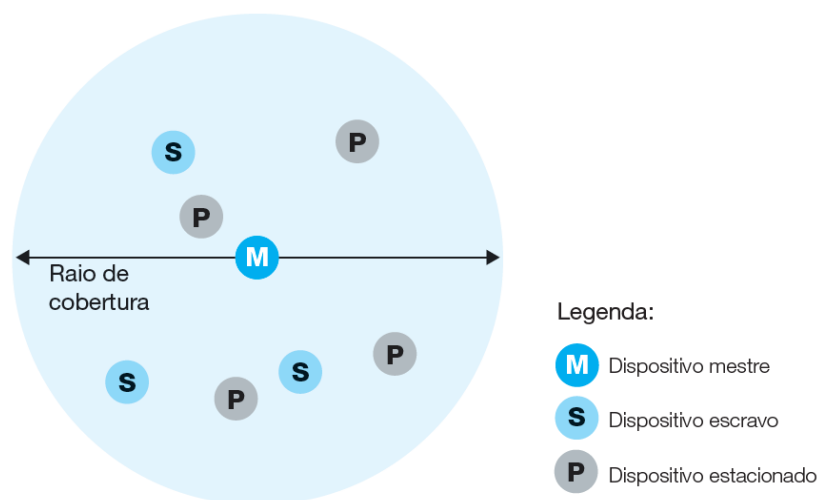 S
P
P
M
Raio de
cobertura
S
S
P
P
Legenda:
M Dispositivo mestre
S Dispositivo escravo
P Dispositivo estacionado